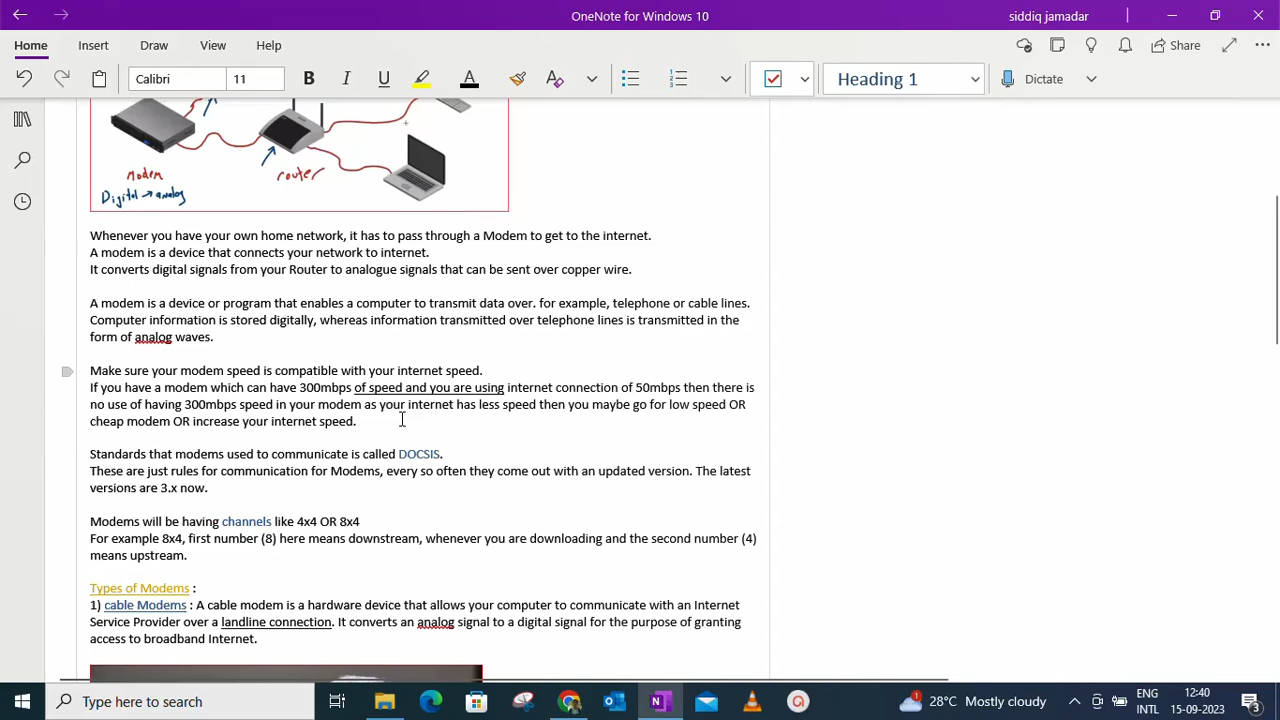 OneNote for Windows 10
siddiq jamadar
Home
Insert
Draw
View
Help
Share
Calibri
11
B
I
U
A
Heading 1
Dictate
Modem
router
Digital → analog
Whenever you have your own home network, it has to pass through a Modem to get to the internet.
A modem is a device that connects your network to internet.
It converts digital signals from your Router to analogue signals that can be sent over copper wire.
A modem is a device or program that enables a computer to transmit data over. for example, telephone or cable lines.
Computer information is stored digitally, whereas information transmitted over telephone lines is transmitted in the
form of analog waves.
Make sure your modem speed is compatible with your internet speed.
If you have a modem which can have 300mbps of speed and you are using internet connection of 50mbps then there is
no use of having 300mbps speed in your modem as your internet has less speed then you maybe go for low speed OR
cheap modem OR increase your internet speed.
Standards that modems used to communicate is called DOCSIS.
These are just rules for communication for Modems, every so often they come out with an updated version. The latest
versions are 3.x now.
Modems will be having channels like 4x4 OR 8x4
For example 8x4, first number (8) here means downstream, whenever you are downloading and the second number (4)
means upstream.
Types of Modems :
1) cable Modems : A cable modem is a hardware device that allows your computer to communicate with an Internet
Service Provider over a landline connection. It converts an analog signal to a digital signal for the purpose of granting
access to broadband Internet.
Type here to search
28°C Mostly cloudy
ENG
INTL
12:40
15-09-2023
3